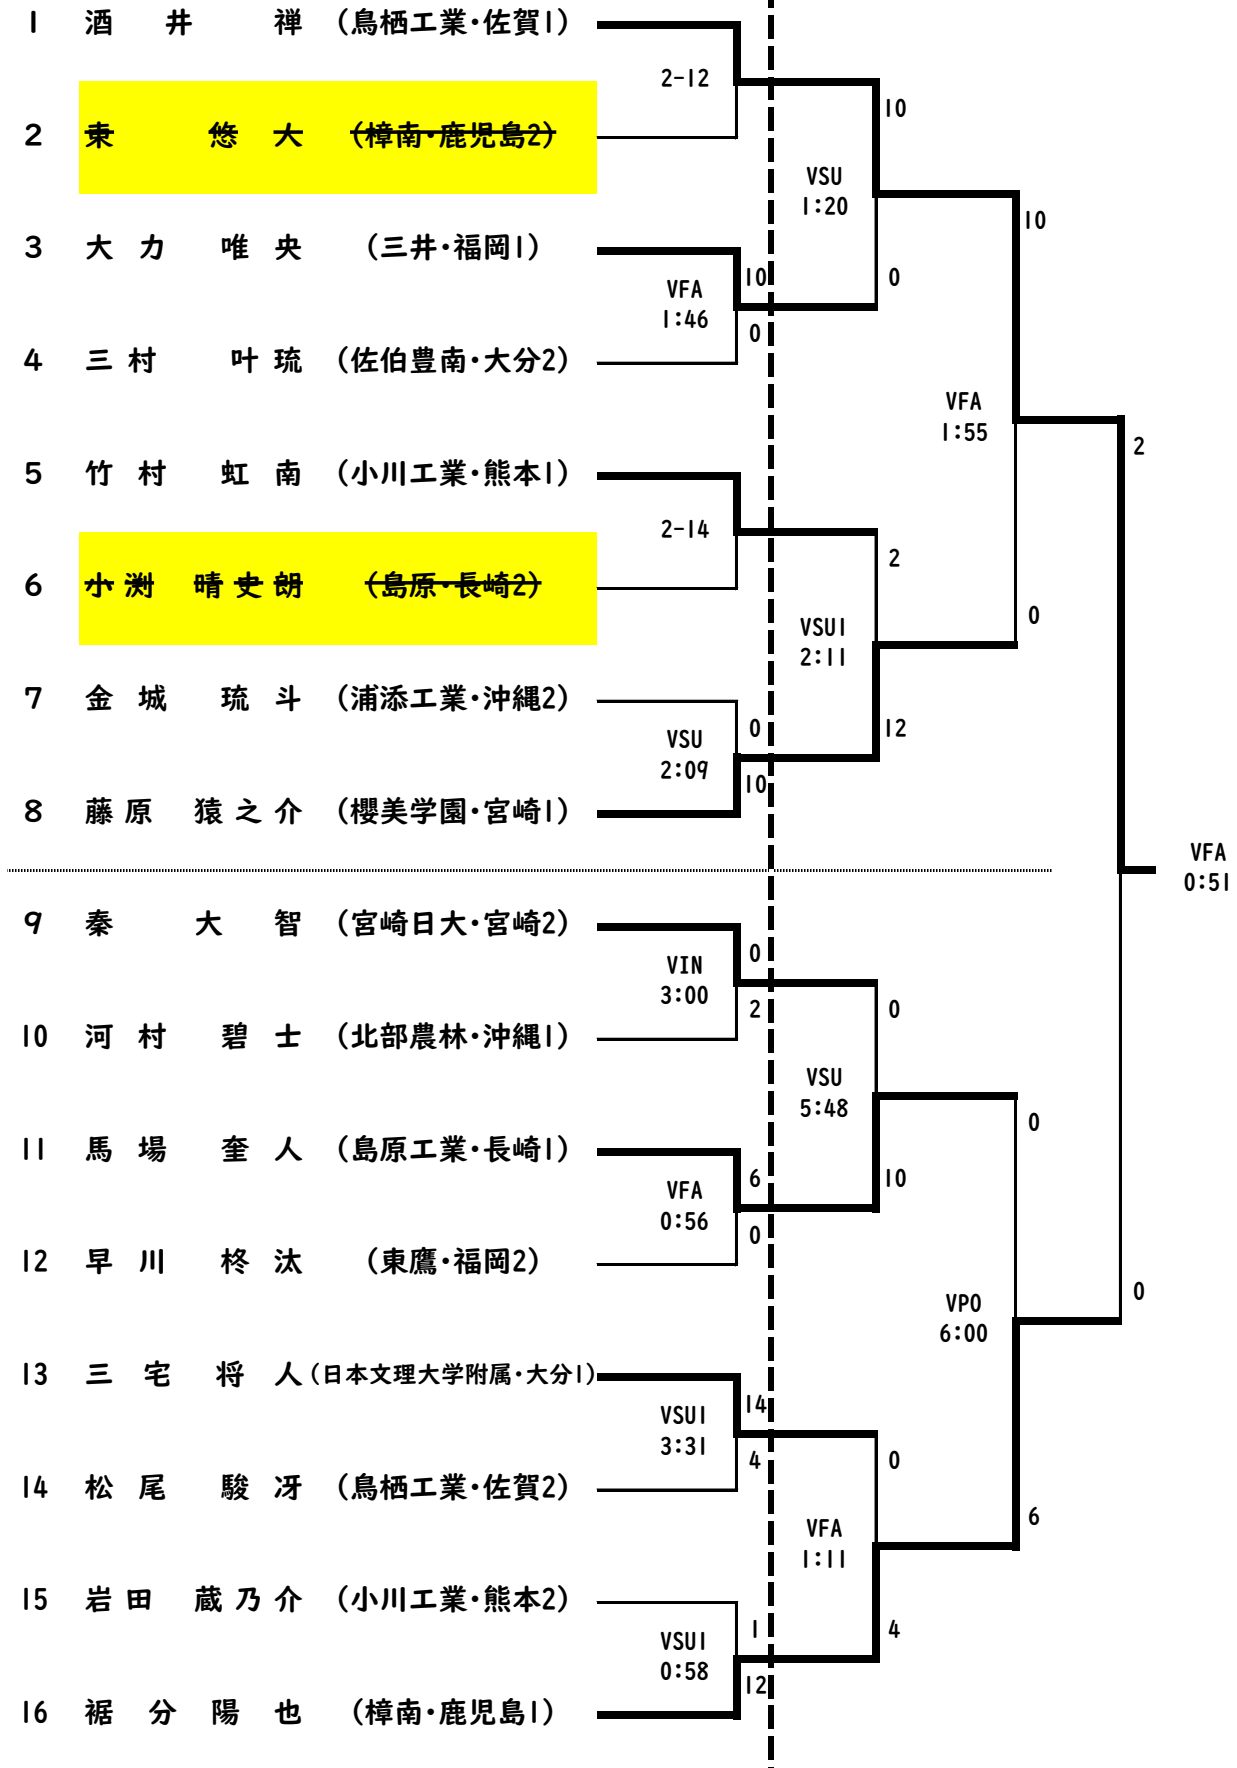 1 酒井 禅 (鳥栖工業・佐賀1)
2-12
10
2 東 悠大 (樟南・鹿児島2)
VSU
1:20
3 大力 唯央 (三井・福岡1)
10
10
0
VFA
1:46
0
4 三村 叶琉 (佐伯豊南・大分2)
VFA
1:55
2
5 竹村 虹南 (小川工業・熊本1)
2-14
2
6 小渕 晴史朗 (島原・長崎2)
0
VSU1
2:11
7 金城 琉斗 (浦添工業・沖縄2)
0
12
VSU
2:09
10
8 藤原 猿之介 (櫻美学園・宮崎1)
VFA
0:51
9 秦 大智 (宮崎日大・宮崎2)
0
VIN
3:00
2
0
10 河村 碧士 (北部農林・沖縄1)
VSU
5:48
0
11 馬場 奎人 (島原工業・長崎1)
6
10
VFA
0:56
0
12 早川 柊汰 (東鷹・福岡2)
0
VPO
6:00
13 三宅 将人 (日本文理大学附属・大分1)
14
VSU1
3:31
4
0
14 松尾 駿冴 (鳥栖工業・佐賀2)
6
VFA
1:11
15 岩田 蔵乃介 (小川工業・熊本2)
1
4
VSU1
0:58
12
16 裾分 陽也 (樟南・鹿児島1)